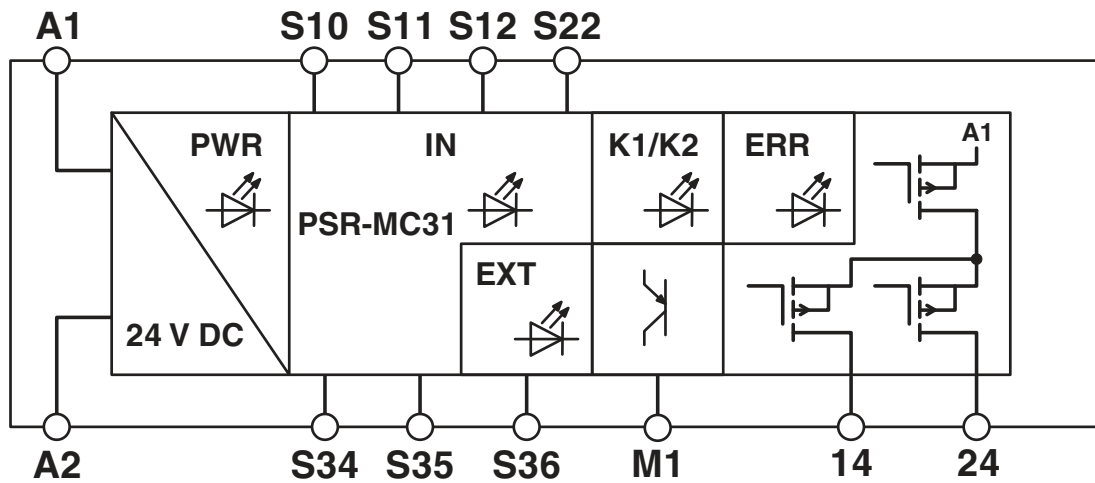 A1 S10 S11 S12 S22
PWR IN K1/K2 ERR A1
PSR-MC31
EXT
24 V DC
A2 S34 S35 S36 M1 14 24